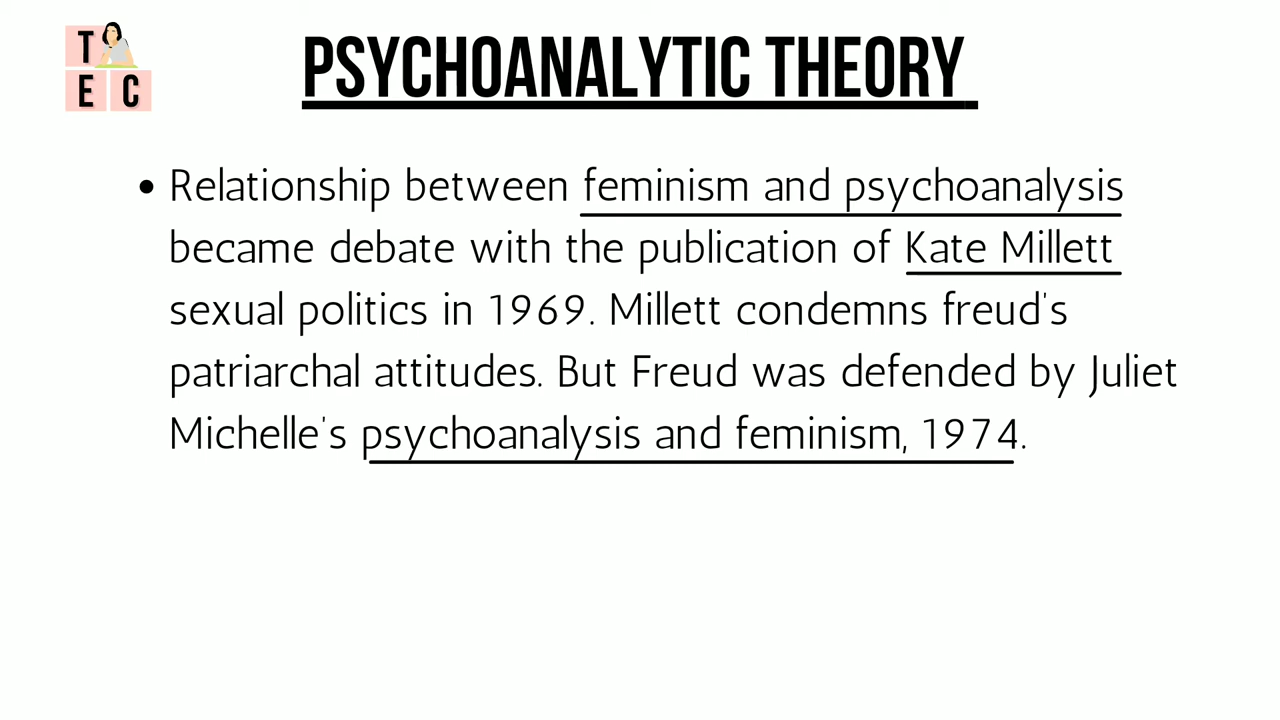 T
E C
PSYCHOANALYTIC THEORY
• Relationship between feminism and psychoanalysis
became debate with the publication of Kate Millett
sexual politics in 1969. Millett condemns freud's
patriarchal attitudes. But Freud was defended by Juliet
Michelle's psychoanalysis and feminism, 1974.